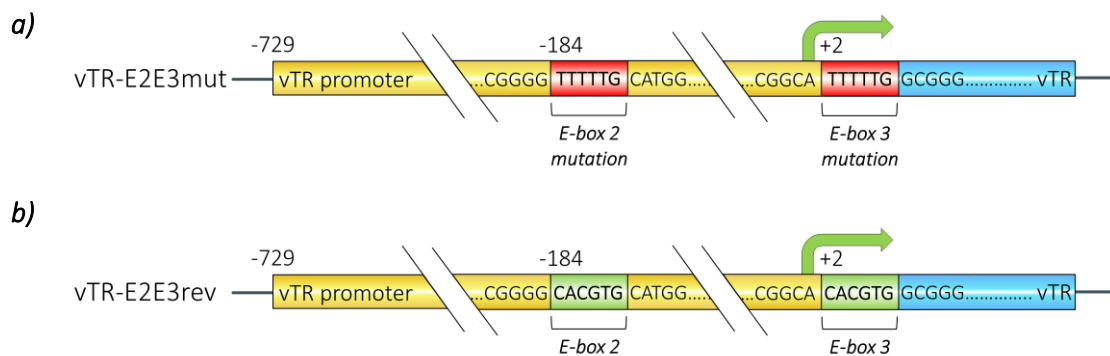 a)
-729 -184 +2
vTR-E2E3mut vTR promoter ...CGGGG TTTTTG CATGG..... ...CGGCA TTTTTG GCGGG.............. vTR
E-box 2 mutation E-box 3 mutation
b)
-729 -184 +2
vTR-E2E3rev vTR promoter ...CGGGG CACGTG CATGG..... ...CGGCA CACGTG GCGGG.............. vTR
E-box 2 E-box 3